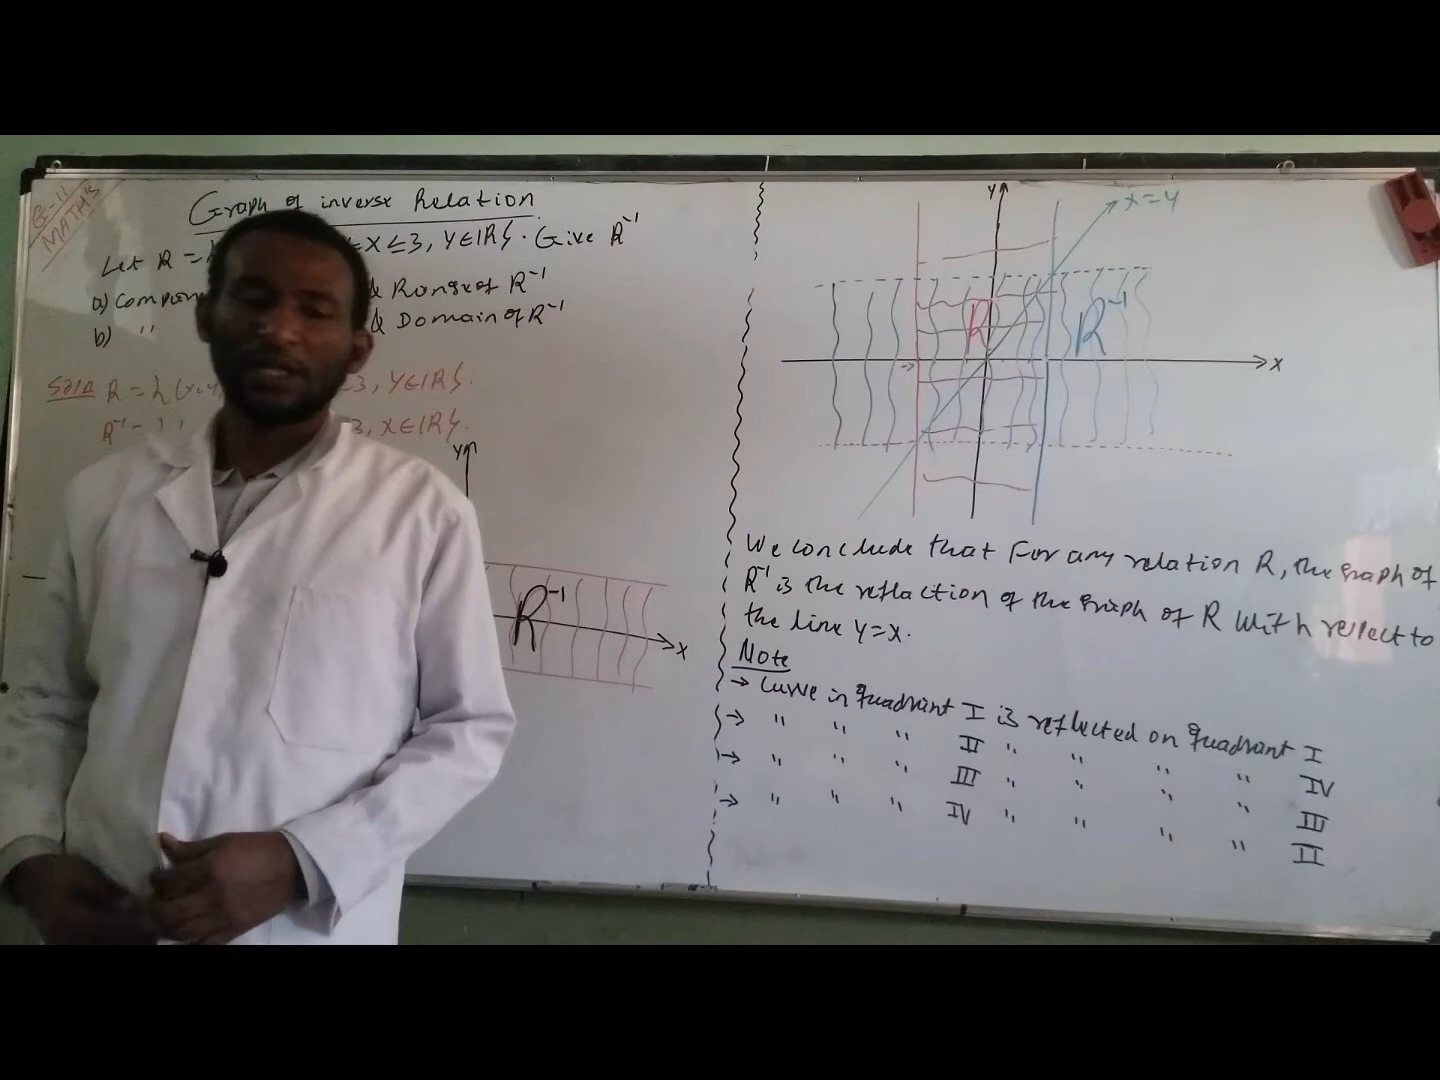 G-11
MATH'S
Graph of inverse Relation
Let R = ≤ X ≤ 3, Y∈IR}. Give R⁻¹
a) Compare & Range of R⁻¹
b) " & Domain of R⁻¹
Soln R = {(x,y) ≤3, Y∈IR}.
R⁻¹ = { ≤3, X∈IR}.
Y
R⁻¹
X
Y
X=Y
R
R⁻¹
X
We conclude that For any relation R, the graph of
R⁻¹ is the reflaction of the graph of R With respect to
the line Y=X.
Note
→ Curve in quadrant I is reflected on quadrant I
→ " " " II " " " " IV
→ " " " III " " " " III
→ " " " IV " " " " II